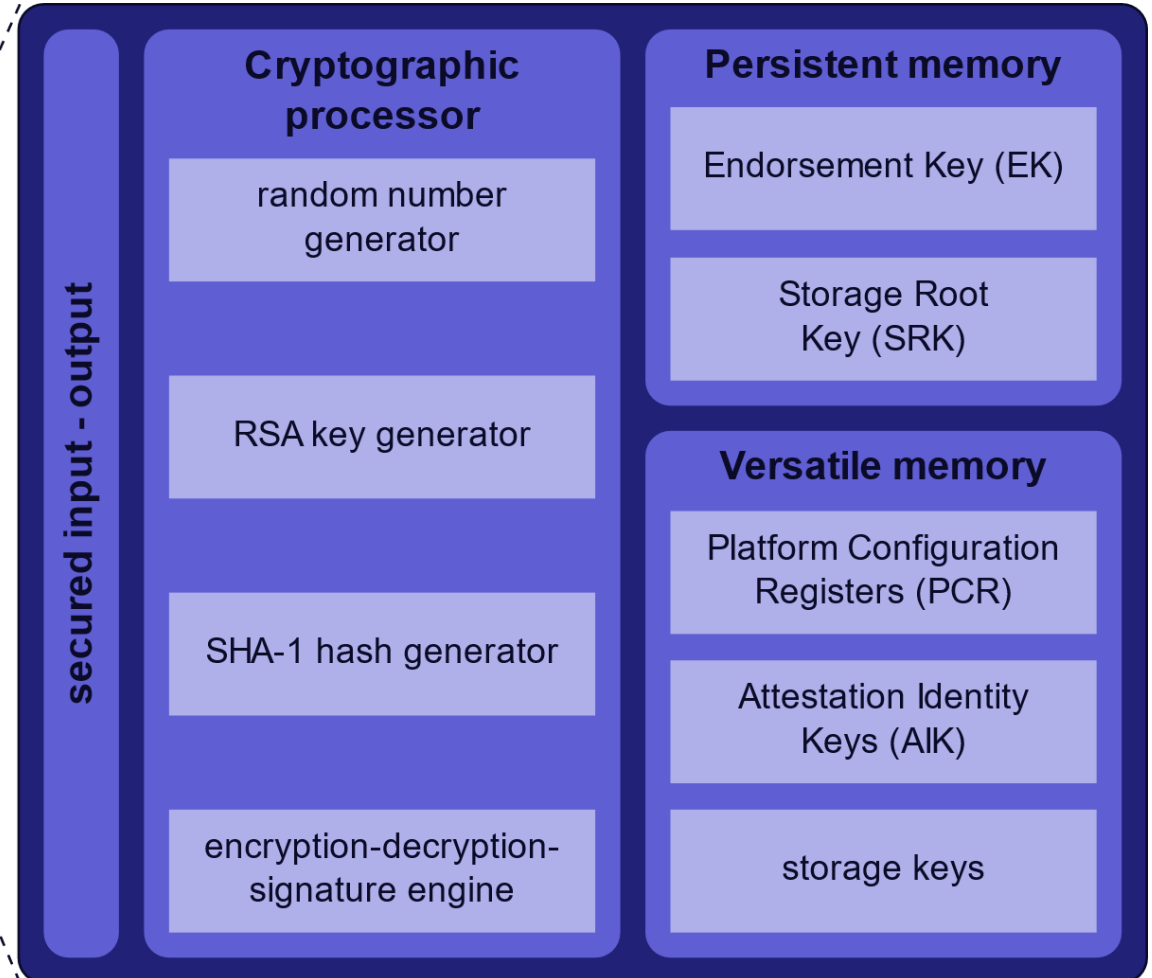 secured input - output
Cryptographic
processor
random number
generator
RSA key generator
SHA-1 hash generator
encryption-decryption-
signature engine
Persistent memory
Endorsement Key (EK)
Storage Root
Key (SRK)
Versatile memory
Platform Configuration
Registers (PCR)
Attestation Identity
Keys (AIK)
storage keys